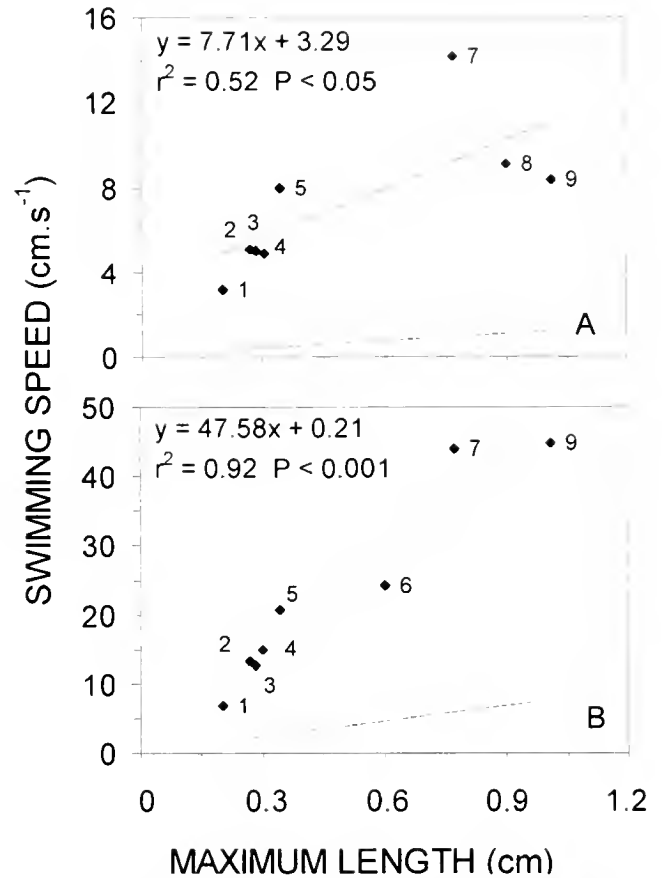 SWIMMING SPEED (cm.s⁻¹)
16
12
8
4
0
y = 7.71x + 3.29
r² = 0.52 P < 0.05
7
8
9
5
2 3
4
1
A
50
40
30
20
10
0
y = 47.58x + 0.21
r² = 0.92 P < 0.001
7 9
6
5
2 4
3
1
B
0 0.3 0.6 0.9 1.2
MAXIMUM LENGTH (cm)